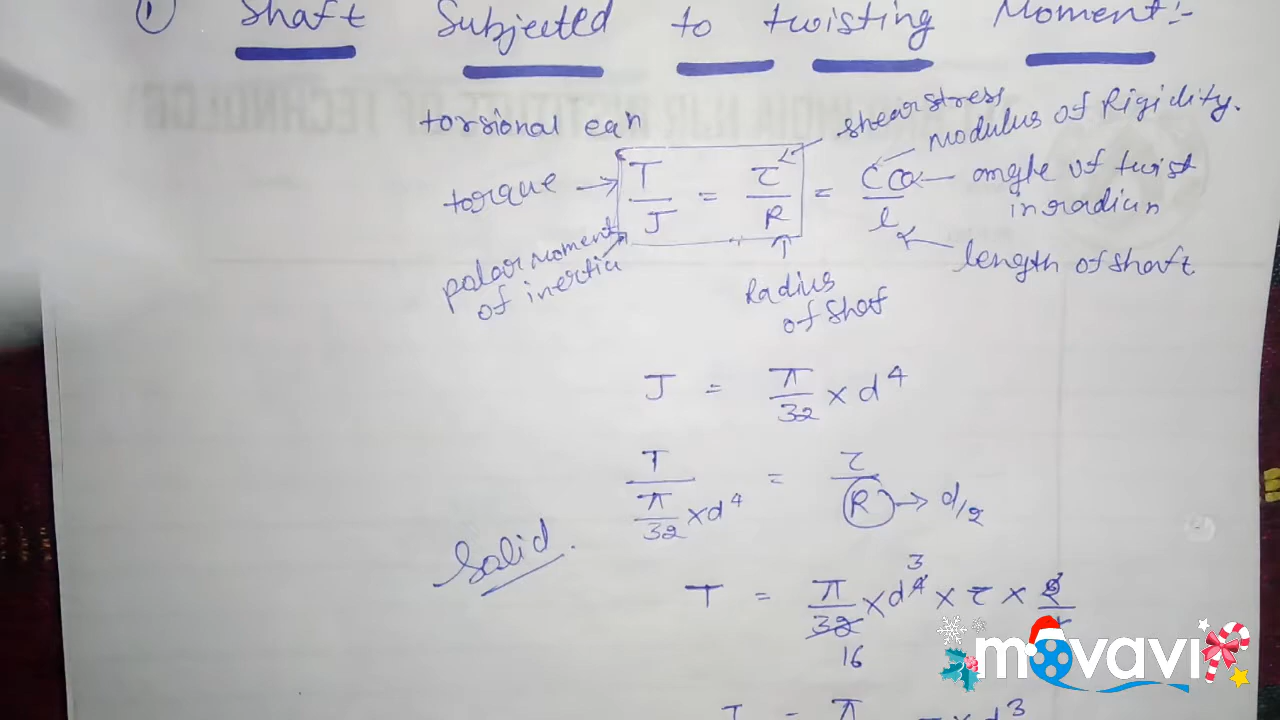 ① Shaft Subjected to twisting Moment:-
torsional eqn
shear stress
modulus of Rigidity.
torque → T/J = τ/R = Cθ/l
angle of twist
in radian
polar moment
of inertia
length of shaft
Radius
of Shaf
J = π/32 × d⁴
T / (π/32 × d⁴) = τ / R → d/2
Solid.
T = π/32 × d⁴ × τ × 2/
3
16
movavi